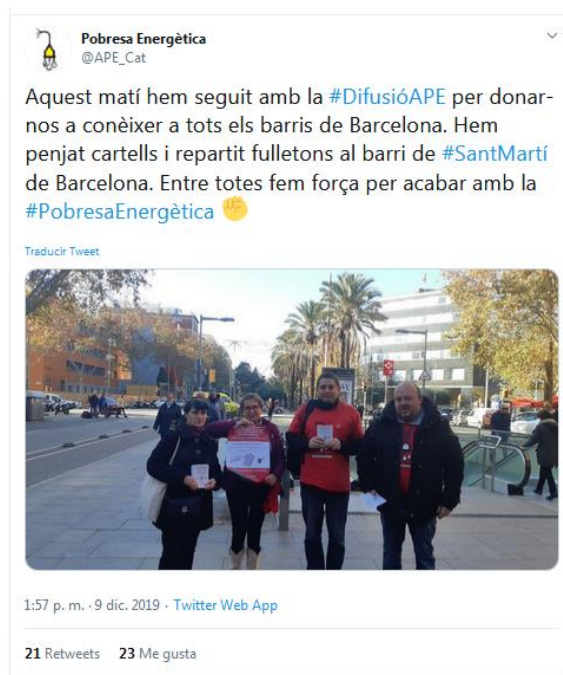 Pobresa Energètica
@APE_Cat
Aquest matí hem seguit amb la #DifusióAPE per donar-
nos a conèixer a tots els barris de Barcelona. Hem
penjat cartells i repartit fulletons al barri de #SantMartí
de Barcelona. Entre totes fem força per acabar amb la
#PobresaEnergètica ✊
Traducir Tweet
1:57 p. m. · 9 dic. 2019 · Twitter Web App
21 Retweets 23 Me gusta